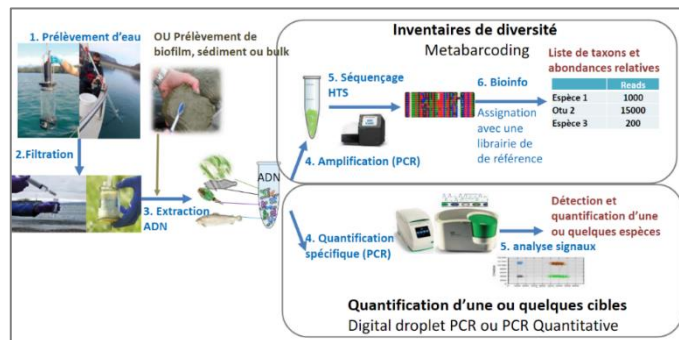 1. Prélèvement d'eau
OU Prélèvement de
biofilm, sédiment ou bulk
2.Filtration
3. Extraction
ADN
ADN
Inventaires de diversité
Metabarcoding
4. Amplification (PCR)
5. Séquençage
HTS
6. Bioinfo
Assignation
avec une
librairie de
de référence
Liste de taxons et
abondances relatives
Reads
Espèce 1 1000
Otu 2 15000
Espèce 3 200
4. Quantification
spécifique (PCR)
Détection et
quantification d'une
ou quelques espèces
5. analyse signaux
Quantification d'une ou quelques cibles
Digital droplet PCR ou PCR Quantitative